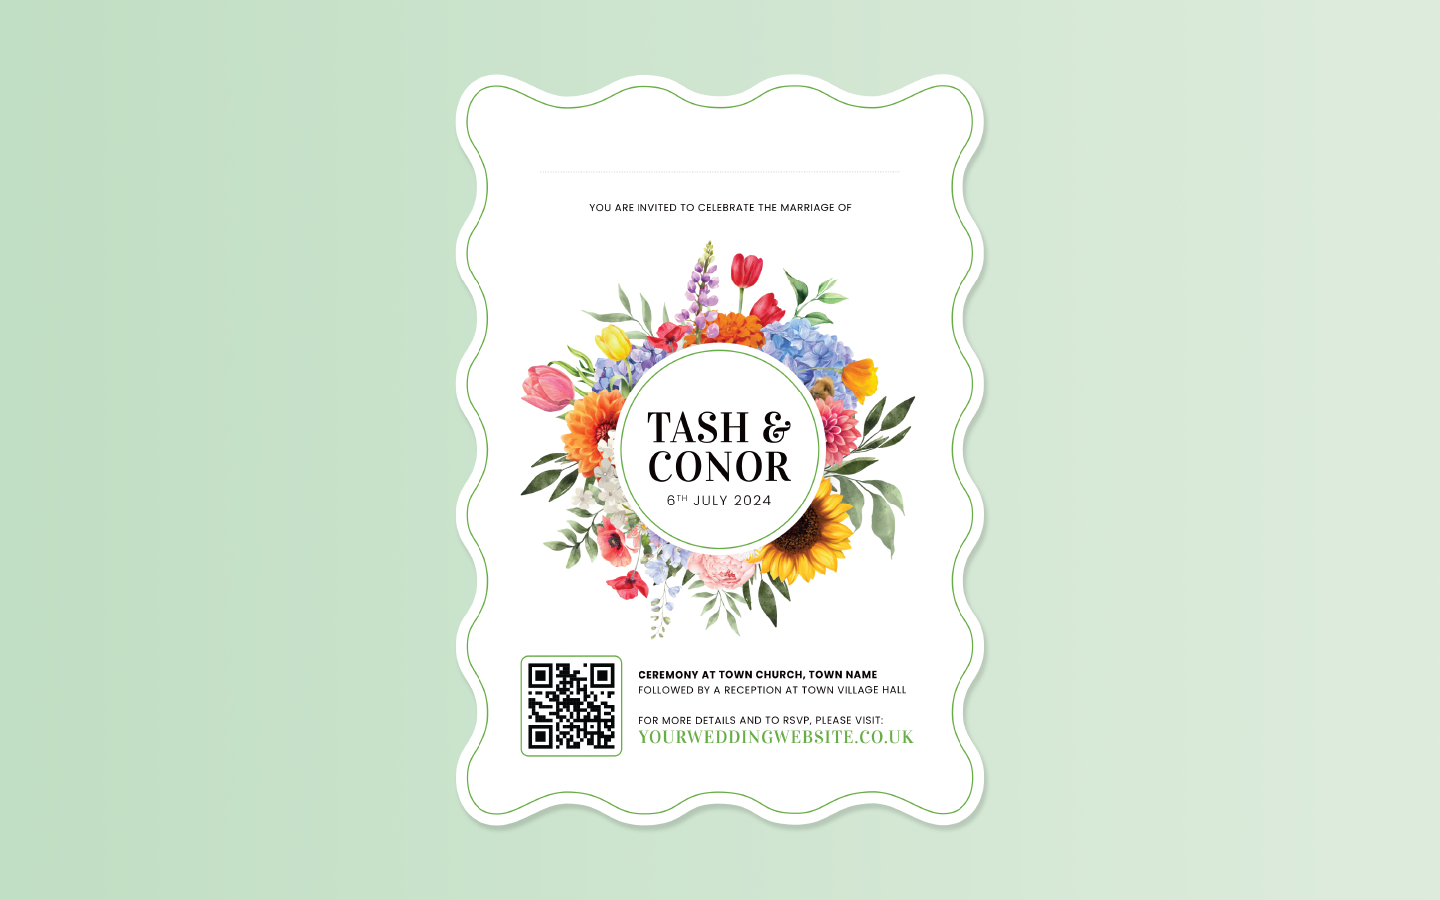 YOU ARE INVITED TO CELEBRATE THE MARRIAGE OF
TASH &
CONOR
6TH JULY 2024
CEREMONY AT TOWN CHURCH, TOWN NAME
FOLLOWED BY A RECEPTION AT TOWN VILLAGE HALL
FOR MORE DETAILS AND TO RSVP, PLEASE VISIT:
YOURWEDDINGWEBSITE.CO.UK